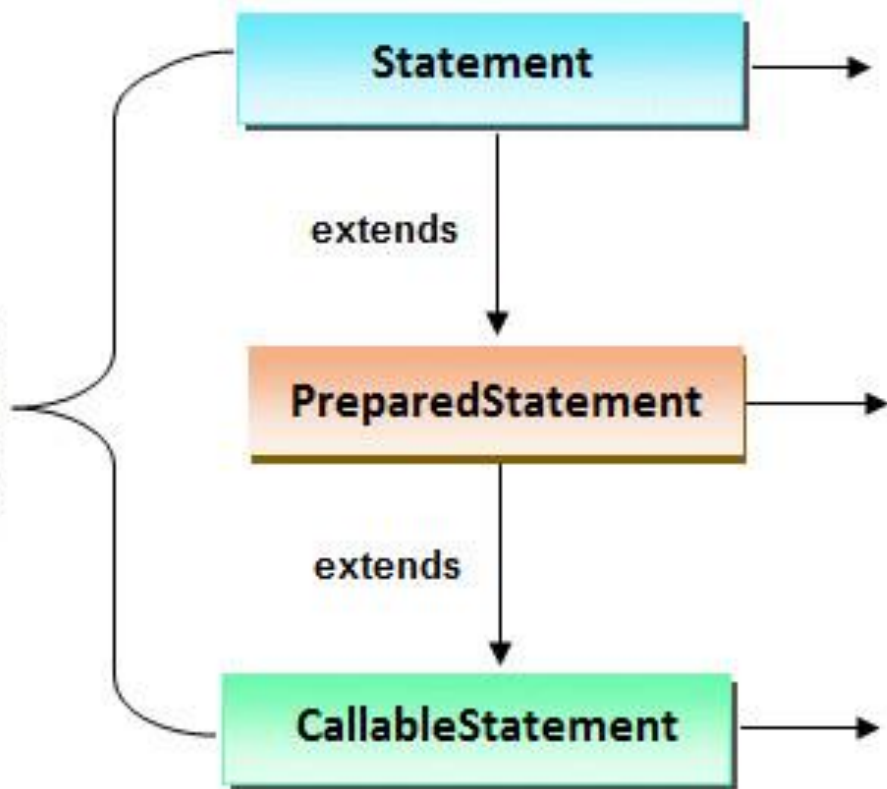 Statement
extends
PreparedStatement
extends
CallableStatement